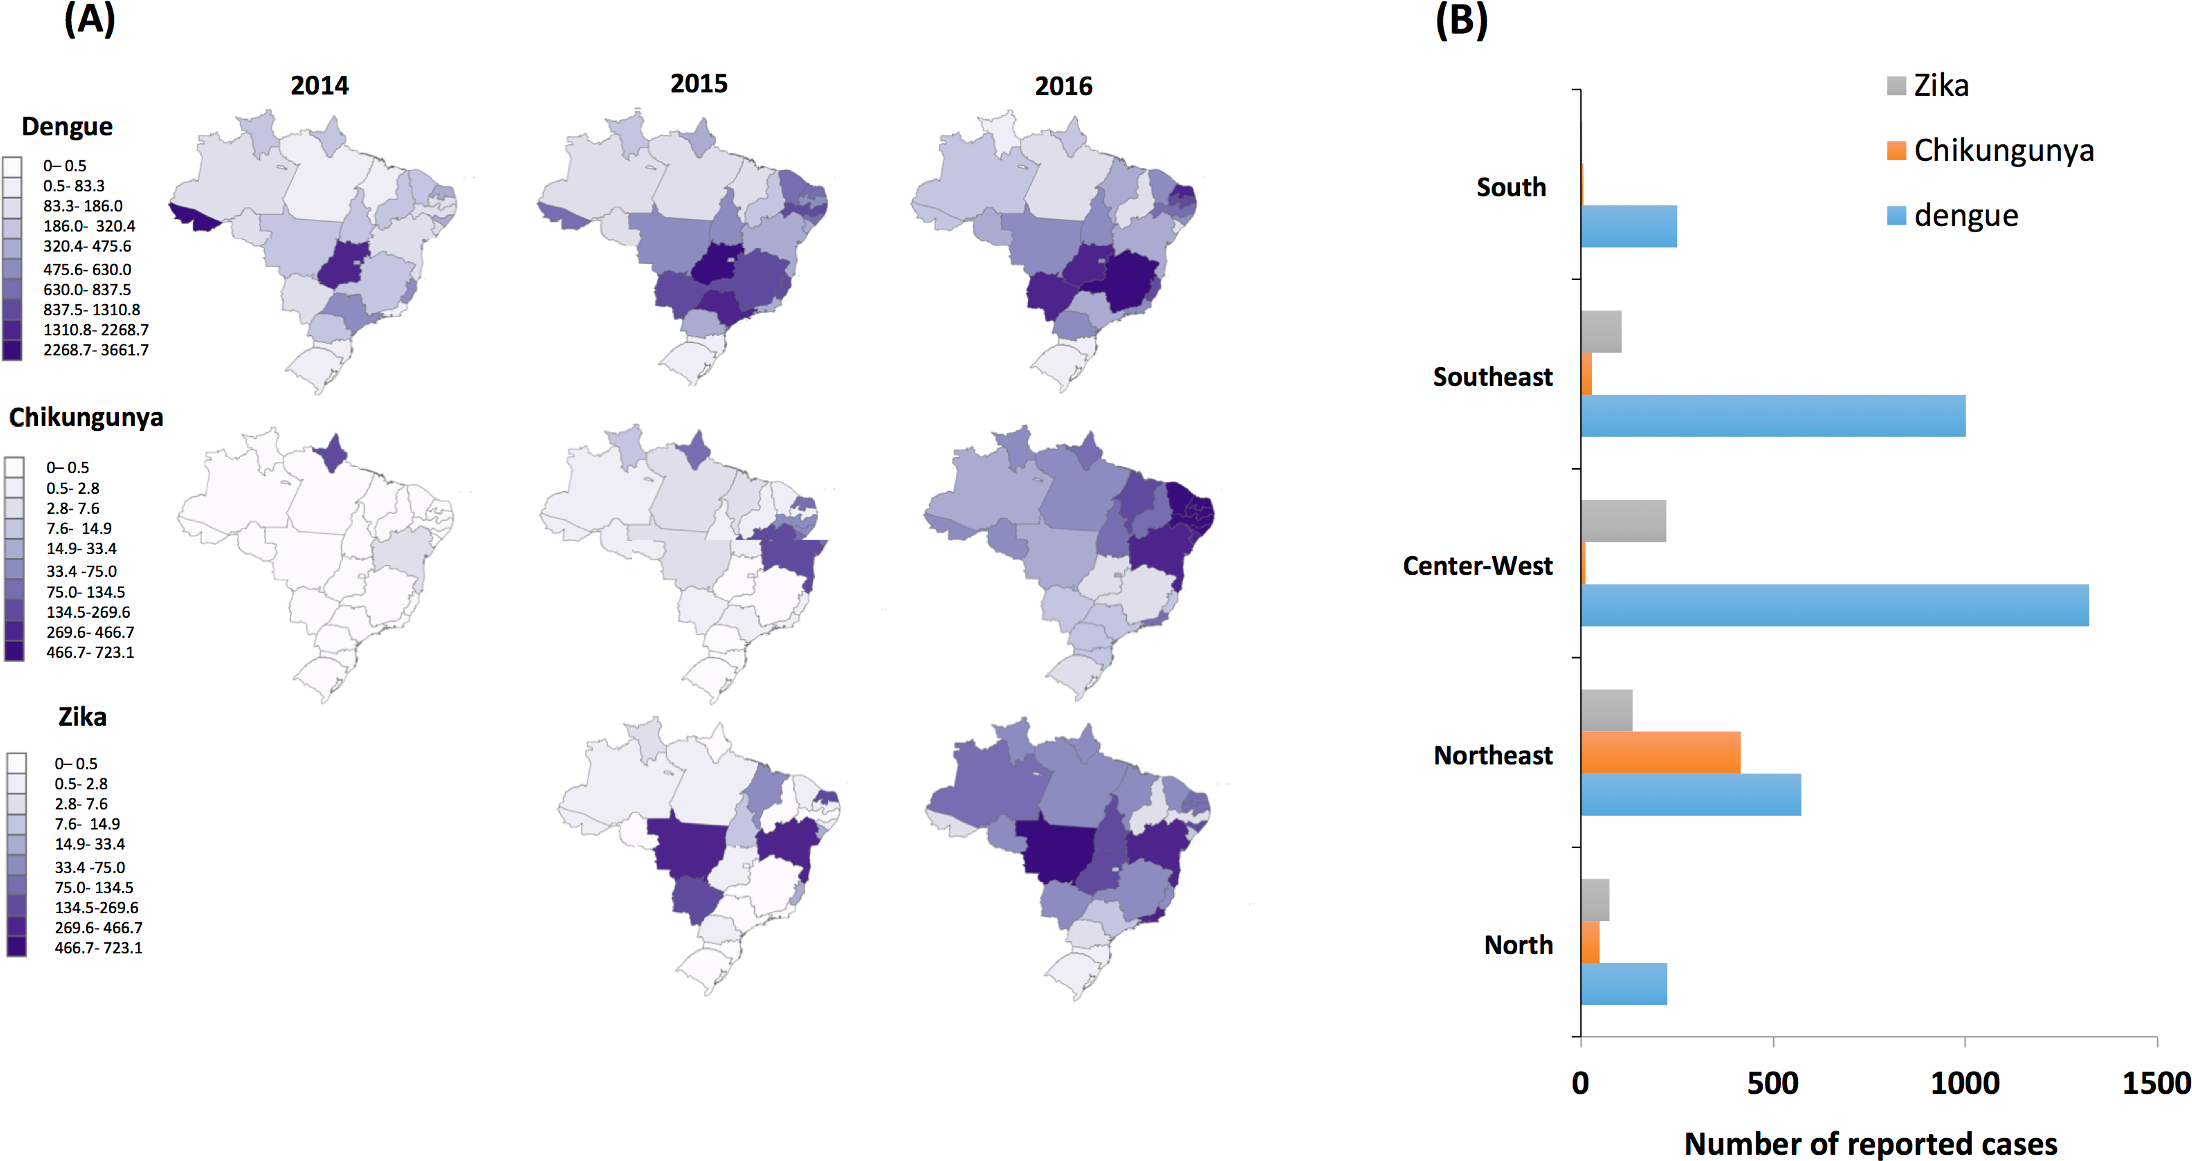 (A)
2014
2015
2016
Dengue
0– 0.5
0.5- 83.3
83.3- 186.0
186.0- 320.4
320.4- 475.6
475.6- 630.0
630.0- 837.5
837.5- 1310.8
1310.8- 2268.7
2268.7- 3661.7
Chikungunya
0– 0.5
0.5- 2.8
2.8- 7.6
7.6- 14.9
14.9- 33.4
33.4 -75.0
75.0- 134.5
134.5-269.6
269.6- 466.7
466.7- 723.1
Zika
0– 0.5
0.5- 2.8
2.8- 7.6
7.6- 14.9
14.9- 33.4
33.4 -75.0
75.0- 134.5
134.5-269.6
269.6- 466.7
466.7- 723.1
(B)
Zika
Chikungunya
dengue
South
Southeast
Center-West
Northeast
North
0 500 1000 1500
Number of reported cases